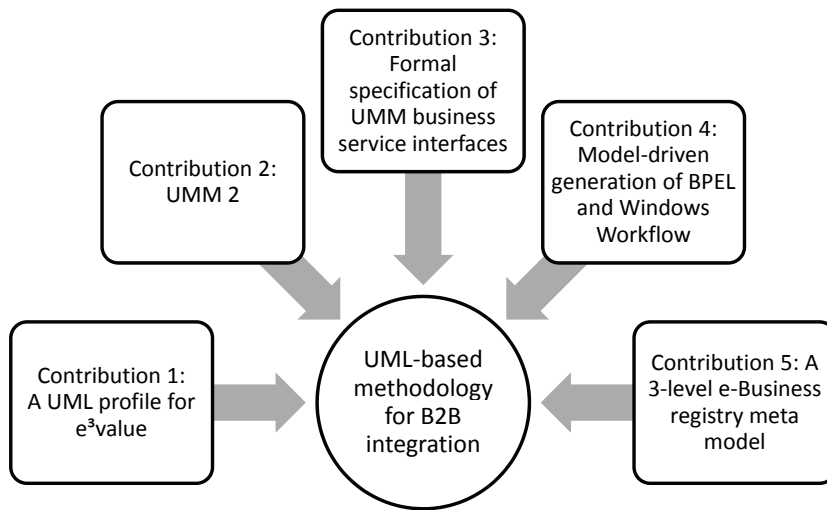 Contribution 3:
Formal
specification of
UMM business
service interfaces
Contribution 2:
UMM 2
Contribution 4:
Model-driven
generation of BPEL
and Windows
Workflow
Contribution 1:
A UML profile for
e³value
UML-based
methodology
for B2B
integration
Contribution 5: A
3-level e-Business
registry meta
model